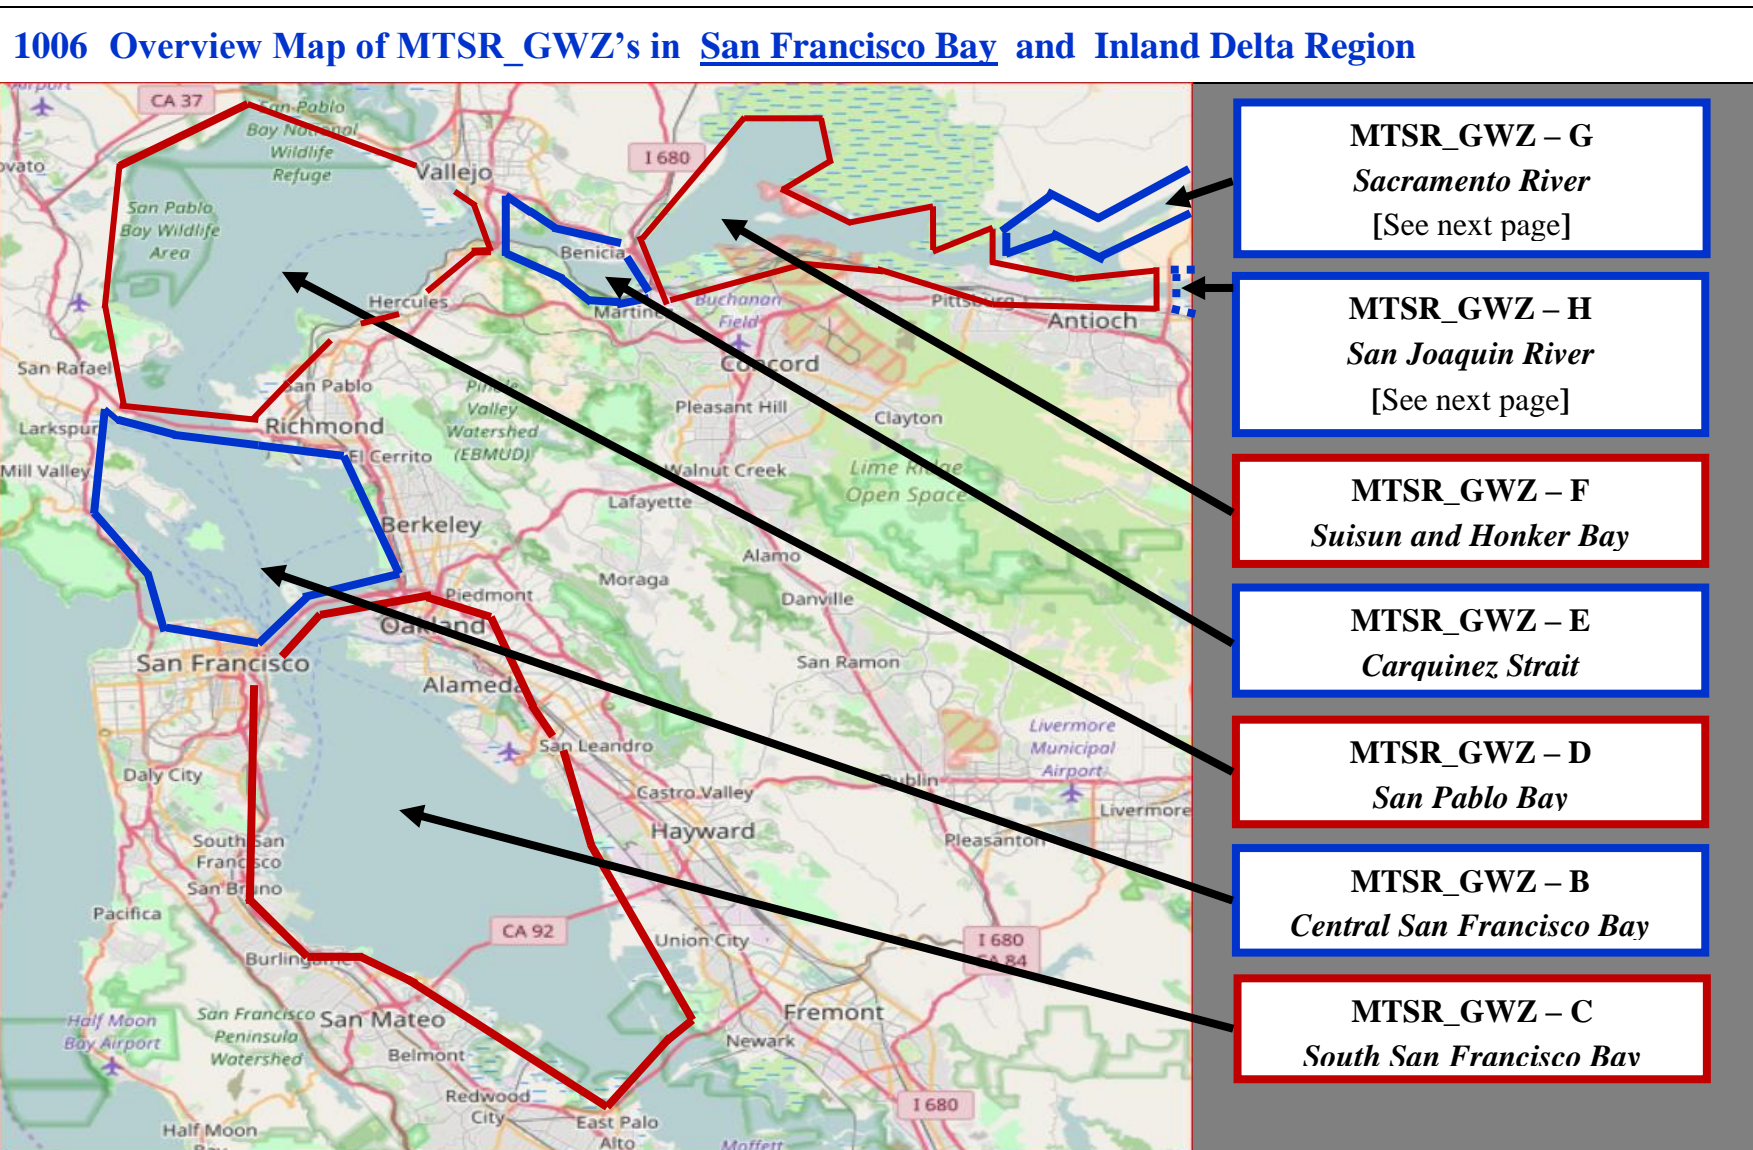 1006 Overview Map of MTSR_GWZ's in San Francisco Bay and Inland Delta Region
CA 37
San Pablo
Bay National
Wildlife
Refuge
Vallejo
I 680
San Pablo
Bay Wildlife
Area
Benicia
Hercules
Martinez
Buchanan
Field
Pittsburg
Antioch
Concord
San Rafael
San Pablo
Pinole
Valley
Watershed
(EBMUD)
Pleasant Hill
Clayton
Larkspur
Richmond
El Cerrito
Mill Valley
Walnut Creek
Lime Ridge
Open Space
Lafayette
Berkeley
Alamo
Moraga
Danville
Piedmont
Oakland
San Francisco
San Ramon
Alameda
San Leandro
Livermore
Municipal
Airport
Daly City
Dublin
Castro Valley
Livermore
Hayward
Pleasanton
South San
Francisco
San Bruno
Pacifica
CA 92
Union City
I 680
CA 84
Burlingame
Half Moon
Bay Airport
San Francisco
Peninsula
Watershed
San Mateo
Fremont
Newark
Belmont
Redwood
City
I 680
East Palo
Alto
Half Moon
Moffett
MTSR_GWZ – G
Sacramento River
[See next page]
MTSR_GWZ – H
San Joaquin River
[See next page]
MTSR_GWZ – F
Suisun and Honker Bay
MTSR_GWZ – E
Carquinez Strait
MTSR_GWZ – D
San Pablo Bay
MTSR_GWZ – B
Central San Francisco Bay
MTSR_GWZ – C
South San Francisco Bay